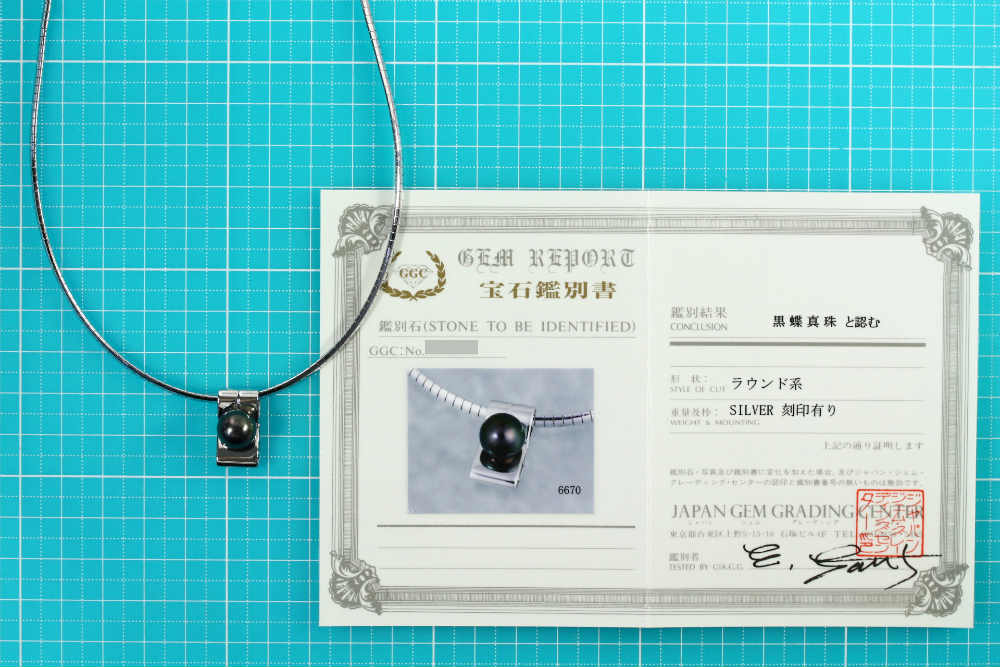 GEM REPORT
GGC
宝石鑑別書
鑑別石(STONE TO BE IDENTIFIED)
GGC:No.
6670
鑑別結果
CONCLUSION
黒蝶真珠 と認む
形 状:
STYLE OF CUT
ラウンド系
重量及枠:
WEIGHT & MOUNTING
SILVER 刻印有り
上記の通り証明します
鑑別石・写真及び鑑別書に変化を加えた場合、及びジャパン・ジェム・
グレーディング・センターの認印と鑑別書番号の無いものは無効です。
JAPAN GEM GRADING CENTER
ジャパン ジェム グレーディング
東京都台東区上野5-15-16 石塚ビル4F TEL
鑑別者
TESTED BY GIA.G.G